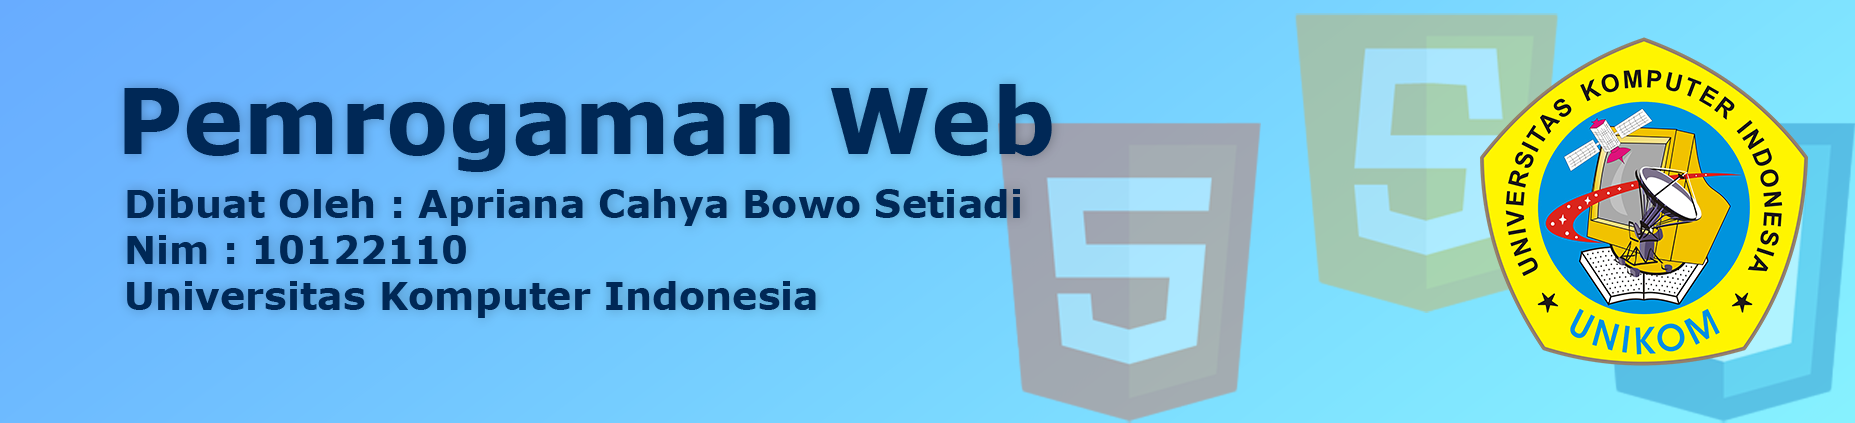 Pemrogaman Web
Dibuat Oleh : Apriana Cahya Bowo Setiadi
Nim : 10122110
Universitas Komputer Indonesia
UNIVERSITAS KOMPUTER INDONESIA
UNIKOM